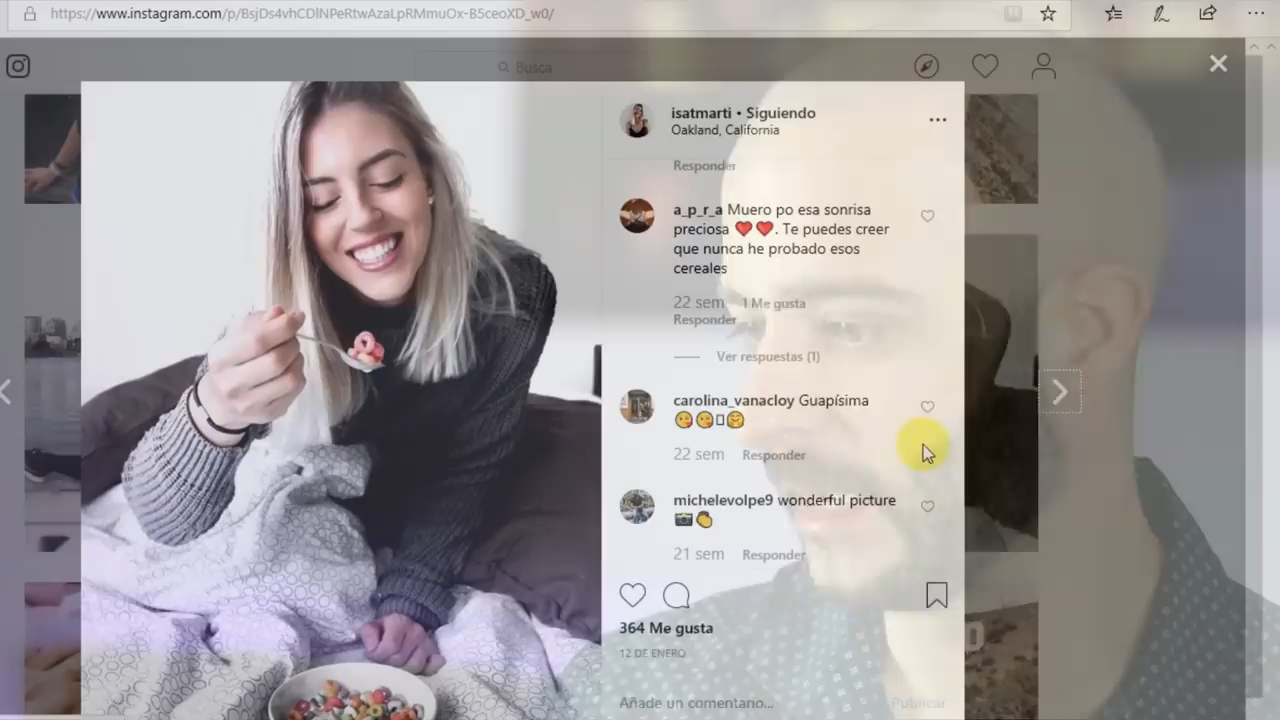 https://www.instagram.com/p/BsjDs4vhCDlNPeRtwAzaLpRMmuOx-B5ceoXD_w0/
Busca
isatmarti • Siguiendo
Oakland, California
Responder
a_p_r_a Muero po esa sonrisa
preciosa ❤️❤️. Te puedes creer
que nunca he probado esos
cereales
22 sem 1 Me gusta
Responder
Ver respuestas (1)
carolina_vanacloy Guapísima
😘😘🤗
22 sem Responder
michelevolpe9 wonderful picture
📷👏
21 sem Responder
364 Me gusta
12 DE ENERO
Añade un comentario...
Publicar